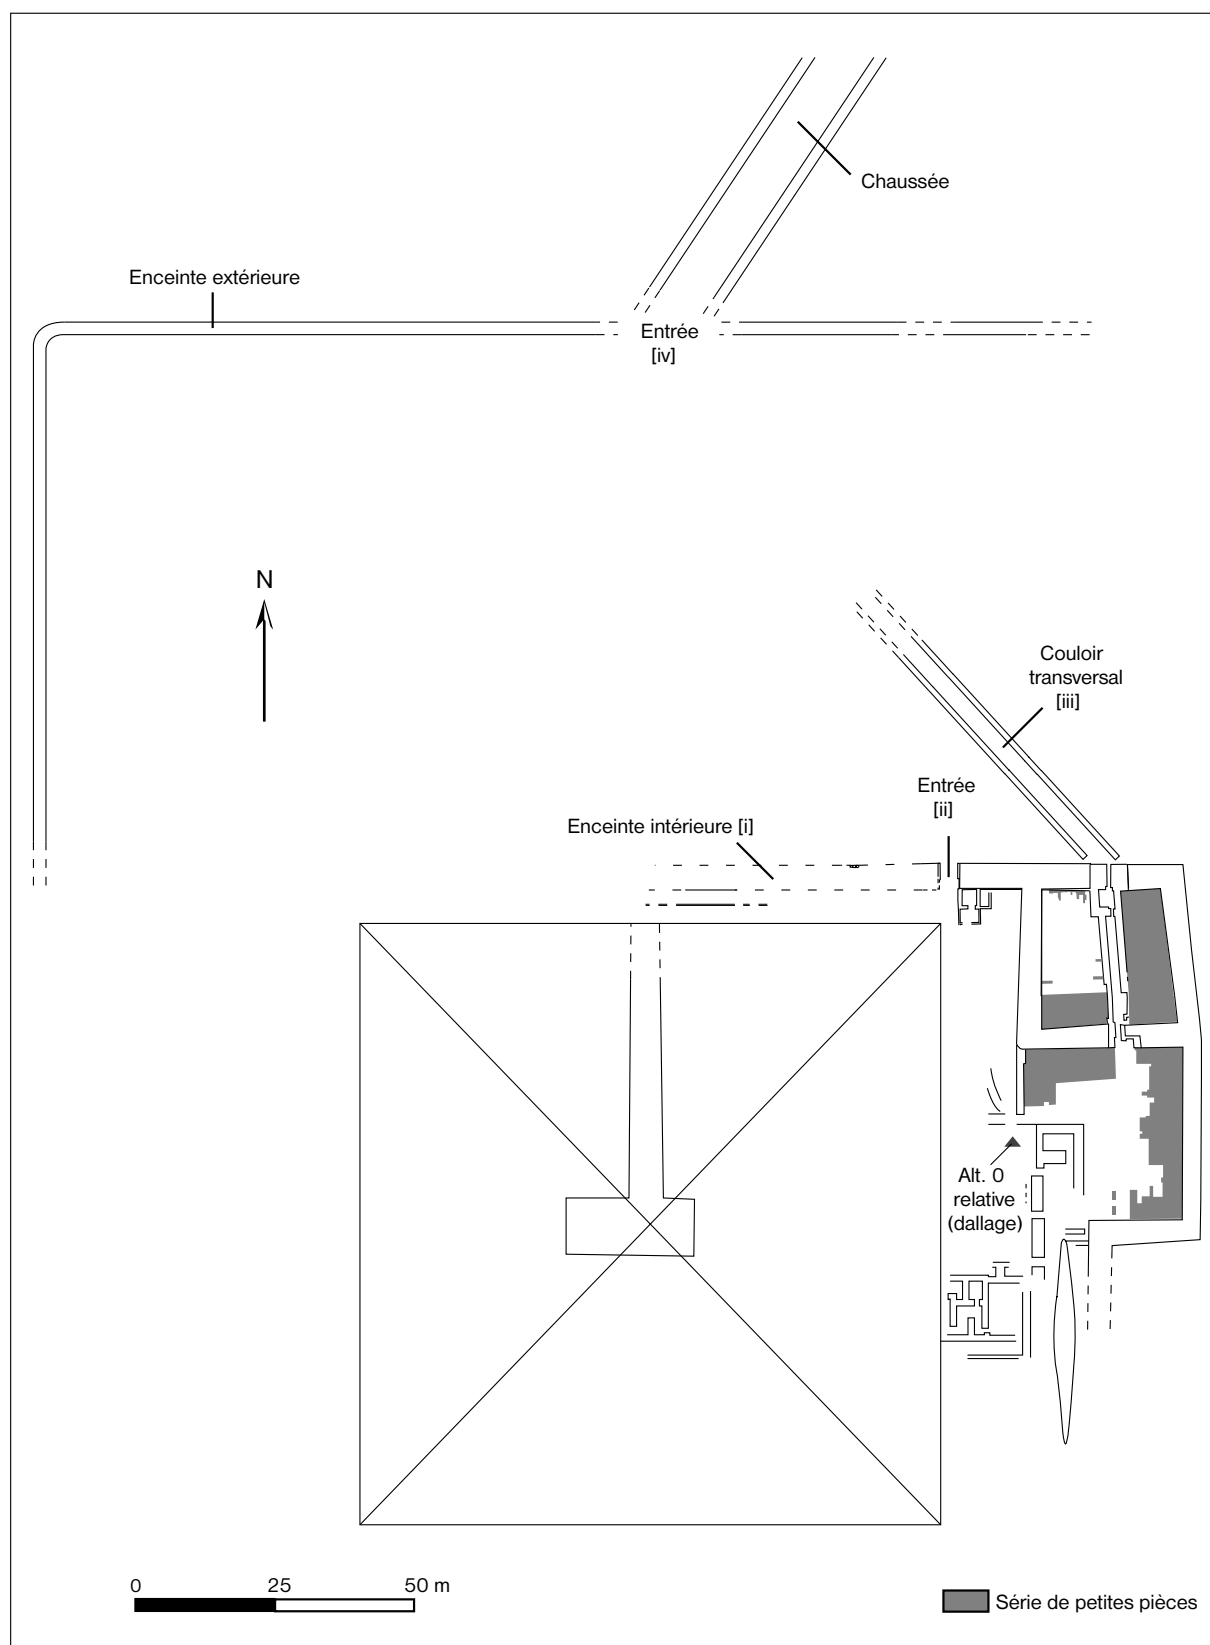 Chaussée
Enceinte extérieure
Entrée
[iv]
N
Couloir
transversal
[iii]
Entrée
[ii]
Enceinte intérieure [i]
Alt. 0
relative
(dallage)
0 25 50 m
Série de petites pièces